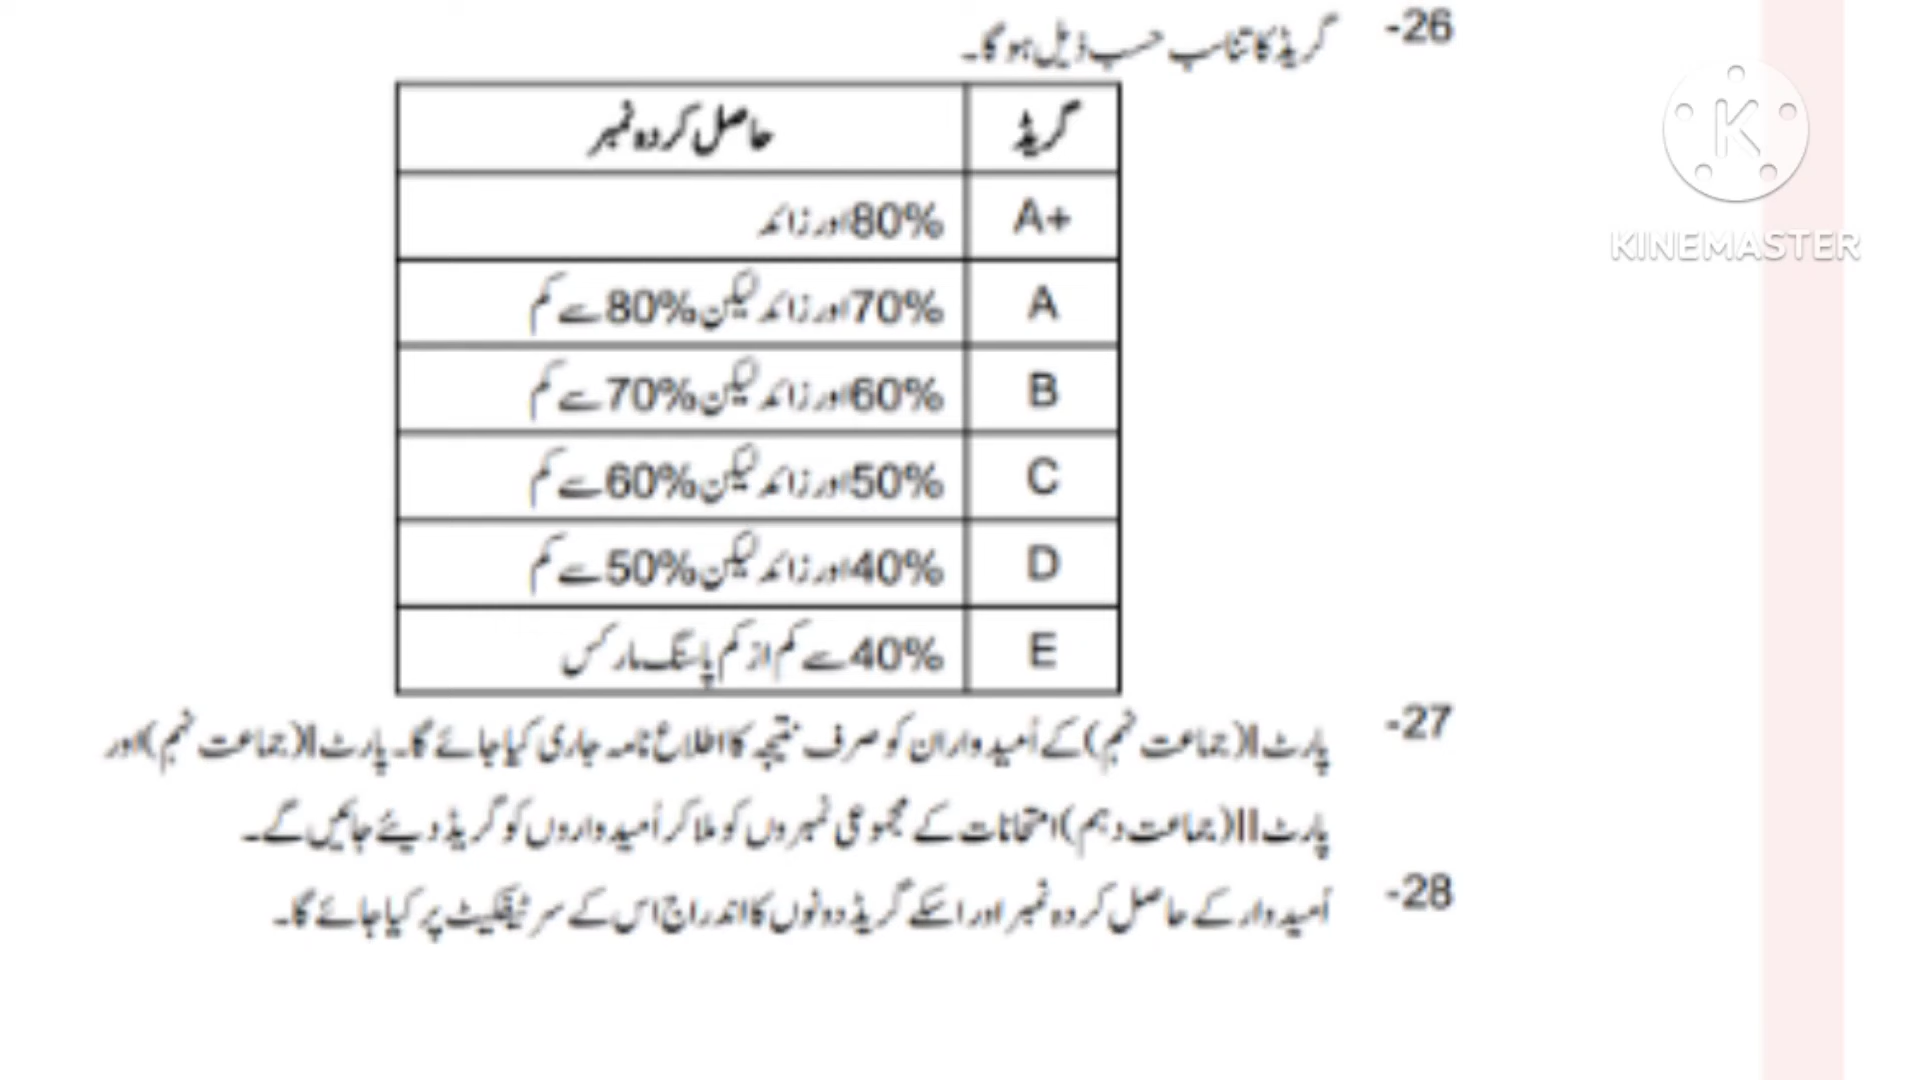 -26 گریڈ کا تناسب حسب ذیل ہو گا۔
گریڈ حاصل کردہ نمبر
A+ 80% اور زائد
A 70% اور زائد لیکن 80% سے کم
B 60% اور زائد لیکن 70% سے کم
C 50% اور زائد لیکن 60% سے کم
D 40% اور زائد لیکن 50% سے کم
E 40% سے کم از کم پاسنگ مارکس
-27 پارٹ I (جماعت نہم) کے اُمیدواران کو صرف نتیجہ کا اطلاع نامہ جاری کیا جائے گا۔ پارٹ I (جماعت نہم) اور
پارٹ II (جماعت دہم) امتحانات کے مجموعی نمبروں کو ملا کر اُمیدواروں کو گریڈ دیئے جائیں گے۔
-28 اُمیدوار کے حاصل کردہ نمبر اور اسکے گریڈ دونوں کا اندراج اس کے سرٹیفکیٹ پر کیا جائے گا۔
K
KINEMASTER